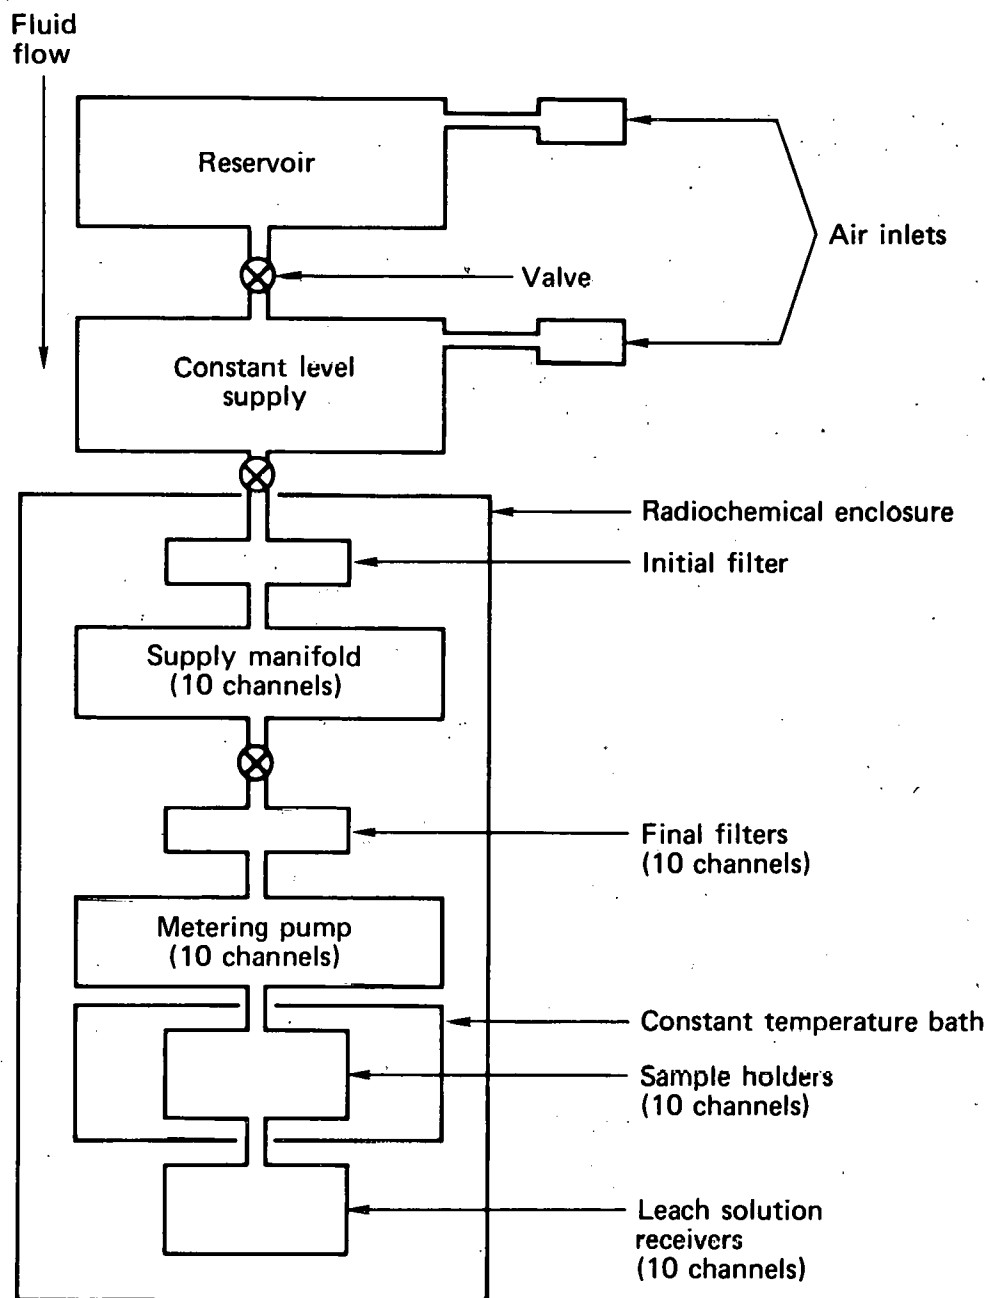 Fluid
flow
Reservoir
Air inlets
Valve
Constant level
supply
Radiochemical enclosure
Initial filter
Supply manifold
(10 channels)
Final filters
(10 channels)
Metering pump
(10 channels)
Constant temperature bath
Sample holders
(10 channels)
Leach solution
receivers
(10 channels)